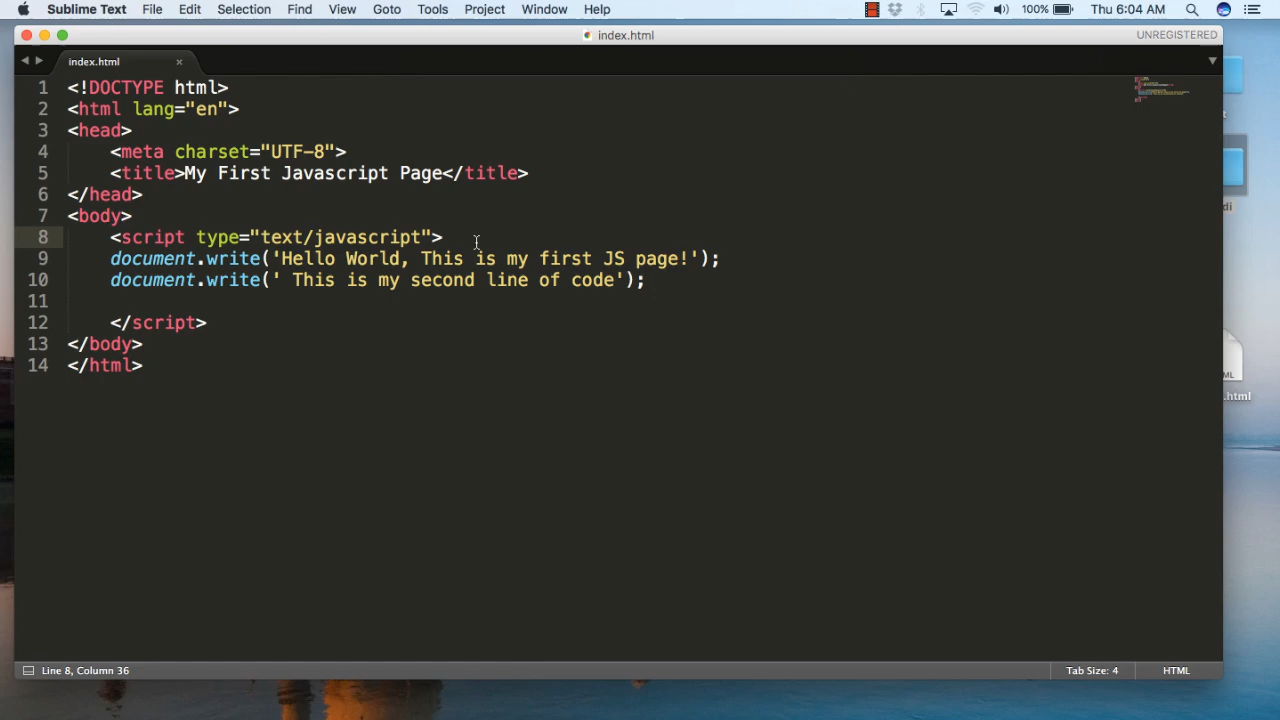 Sublime Text File Edit Selection Find View Goto Tools Project Window Help 100% Thu 6:04 AM
index.html UNREGISTERED
index.html ×
1 <!DOCTYPE html>
2 <html lang="en">
3 <head>
4 <meta charset="UTF-8">
5 <title>My First Javascript Page</title>
6 </head>
7 <body>
8 <script type="text/javascript">
9 document.write('Hello World, This is my first JS page!');
10 document.write(' This is my second line of code');
11
12 </script>
13 </body>
14 </html>
.html
Line 8, Column 36 Tab Size: 4 HTML